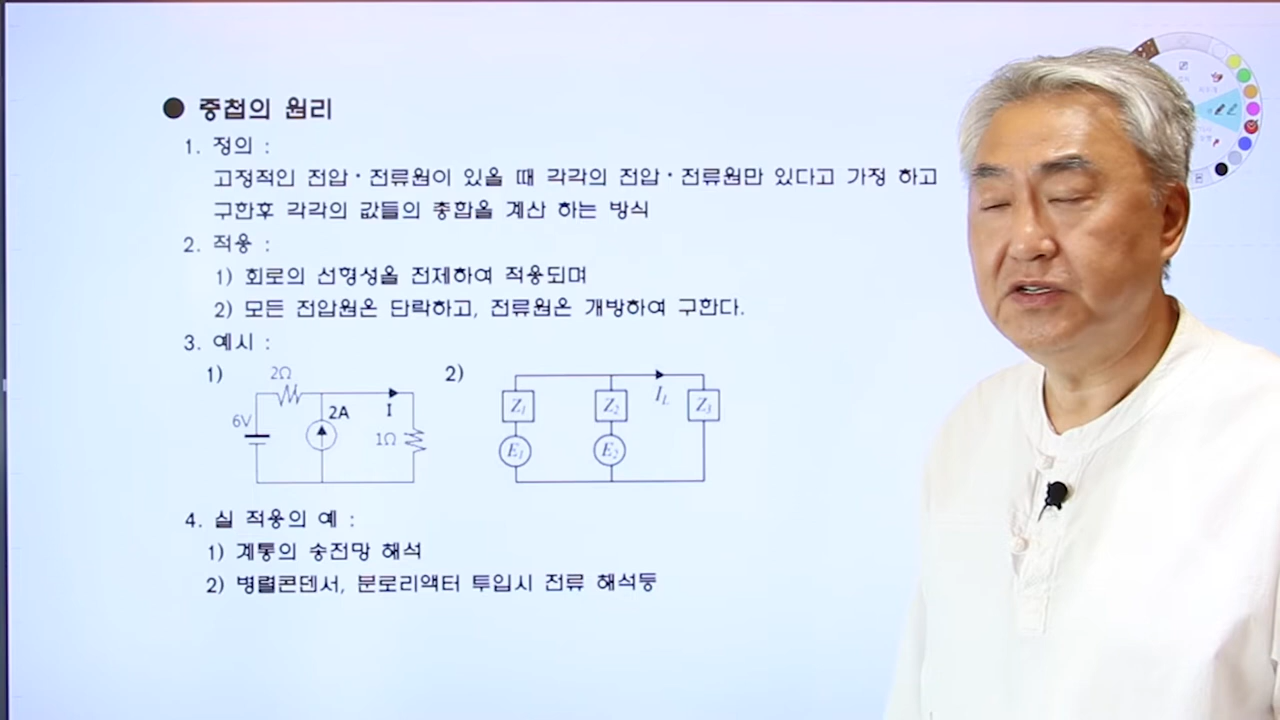 ● 중첩의 원리
1. 정의 :
고정적인 전압·전류원이 있을 때 각각의 전압·전류원만 있다고 가정 하고
구한후 각각의 값들의 총합을 계산 하는 방식
2. 적용 :
1) 회로의 선형성을 전제하여 적용되며
2) 모든 전압원은 단락하고, 전류원은 개방하여 구한다.
3. 예시 :
1)
2Ω
6V
2A
I
1Ω
2)
Z1
Z2
IL
Z3
E1
E2
4. 실 적용의 예 :
1) 계통의 송전망 해석
2) 병렬콘덴서, 분로리액터 투입시 전류 해석등